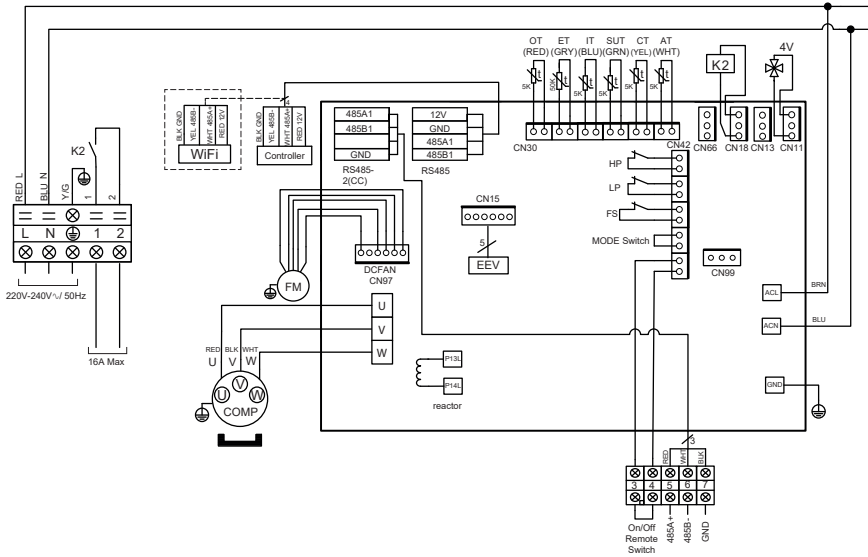 OT ET IT SUT CT AT
(RED) (GRY) (BLU) (GRN) (YEL) (WHT)
5K 50K 5K 5K 5K 5K
t t t t t t
K2
4V
BLK GND
YEL 485B-
WHT 485A+
RED 12V
WiFi
BLK GND
YEL 485B-
WHT 485A+
RED 12V
Controller
4
485A1
485B1
GND
RS485-
2(CC)
12V
GND
485A1
485B1
RS485
CN30
CN42
CN66
CN18
CN13
CN11
HP
LP
FS
MODE Switch
CN15
5
EEV
CN99
RED L
BLU N
Y/G
K2
1
2
L N 1 2
220V-240V~/ 50Hz
16A Max
FM
DCFAN
CN97
U
V
W
RED BLK WHT
U V W
U V W
COMP
P13L
P14L
reactor
ACL
BRN
ACN
BLU
GND
3
RED
WHT
BLK
3 4 5 6 7
On/Off
Remote
Switch
485A+
485B-
GND